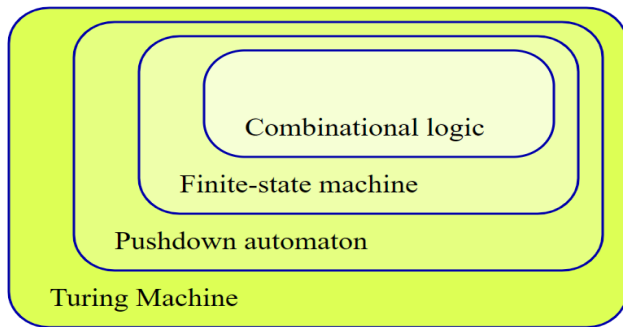 Combinational logic
Finite-state machine
Pushdown automaton
Turing Machine